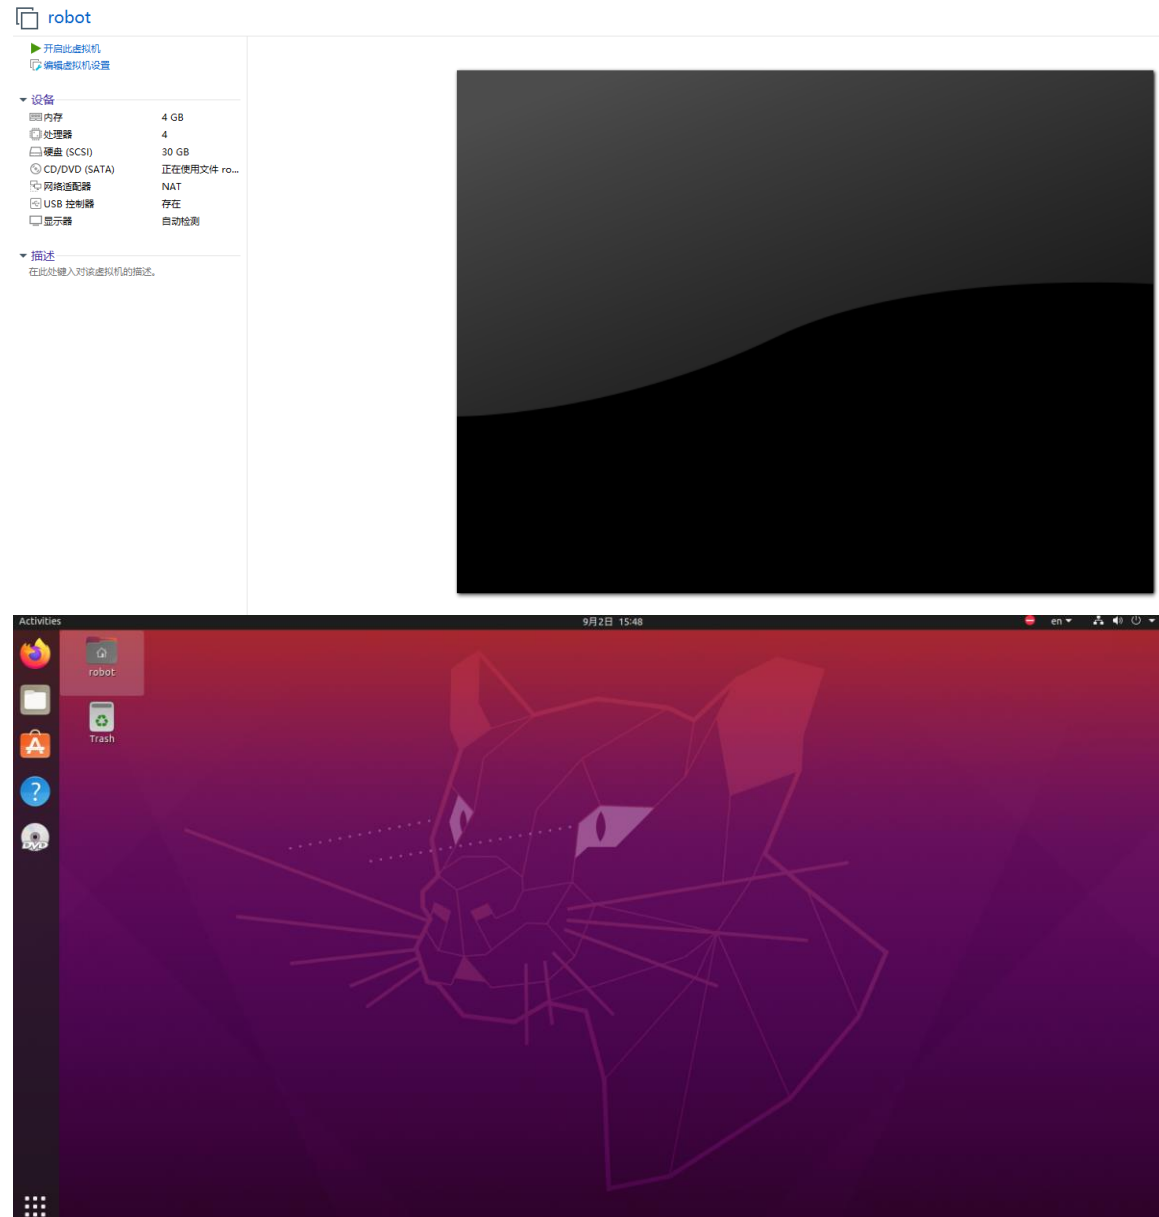 robot
开启此虚拟机
编辑虚拟机设置
设备
内存 4 GB
处理器 4
硬盘 (SCSI) 30 GB
CD/DVD (SATA) 正在使用文件 ro...
网络适配器 NAT
USB 控制器 存在
显示器 自动检测
描述
在此处键入对该虚拟机的描述。
Activities 9月2日 15:48 en
robot
Trash
DVD